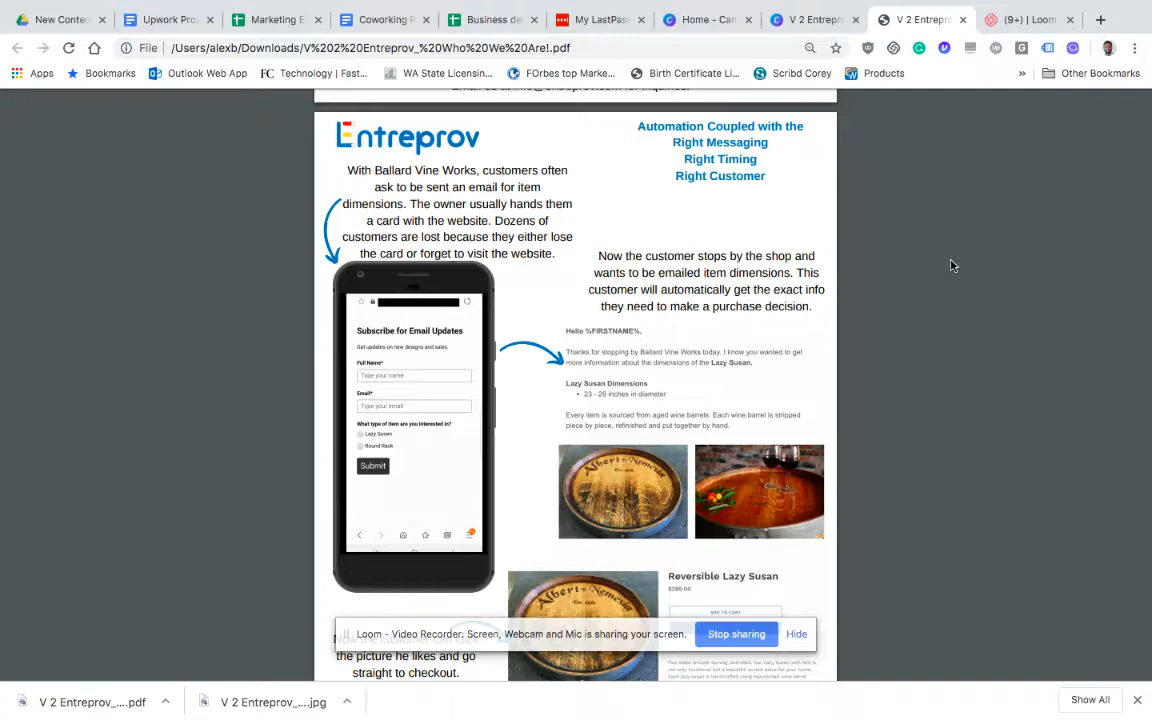 New Conten
Upwork Prou
Marketing E
Coworking P
Business de
My LastPass
Home - Can
V 2 Entrepr
V 2 Entrepr
(9+) | Loom
File
/Users/alexb/Downloads/V%202%20Entreprov_%20Who%20We%20Are!.pdf
Apps
Bookmarks
Outlook Web App
Technology | Fast...
WA State Licensin...
FOrbes top Marke...
Birth Certificate Li...
Scribd Corey
Products
»
Other Bookmarks
Entreprov
Automation Coupled with the
Right Messaging
Right Timing
Right Customer
With Ballard Vine Works, customers often
ask to be sent an email for item
dimensions. The owner usually hands them
a card with the website. Dozens of
customers are lost because they either lose
the card or forget to visit the website.
Now the customer stops by the shop and
wants to be emailed item dimensions. This
customer will automatically get the exact info
they need to make a purchase decision.
Subscribe for Email Updates
Get updates on new designs and sales.
Full Name*
Type your name
Email*
Type your email
What type of item are you interested in?
Lazy Susan
Round Rack
Submit
Hello %FIRSTNAME%,
Thanks for stopping by Ballard Vine Works today. I know you wanted to get
more information about the dimensions of the Lazy Susan.
Lazy Susan Dimensions
• 23 - 26 inches in diameter
Every item is sourced from aged wine barrels. Each wine barrel is stripped
piece by piece, refinished and put together by hand.
Albert + Nemesia
Albert + Nemesia
Reversible Lazy Susan
ADD TO CART
Loom - Video Recorder: Screen, Webcam and Mic is sharing your screen.
Stop sharing
Hide
the picture he likes and go
straight to checkout.
V 2 Entreprov_....pdf
V 2 Entreprov_....jpg
Show All